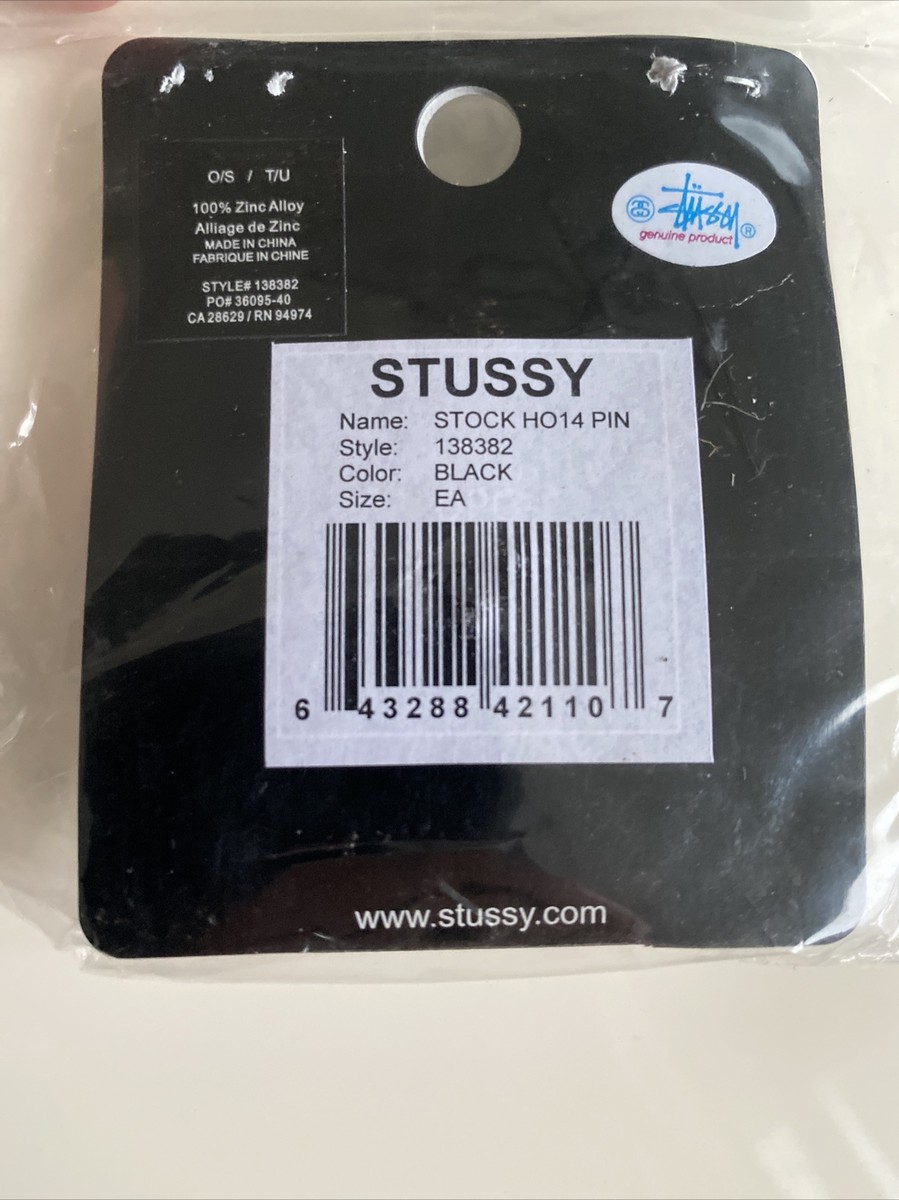 O/S / T/U
100% Zinc Alloy
Alliage de Zinc
MADE IN CHINA
FABRIQUE IN CHINE
STYLE# 138382
PO# 36095-40
CA 28629 / RN 94974
Stüssy ®
genuine product
STUSSY
Name: STOCK HO14 PIN
Style: 138382
Color: BLACK
Size: EA
6 43288 42110 7
www.stussy.com